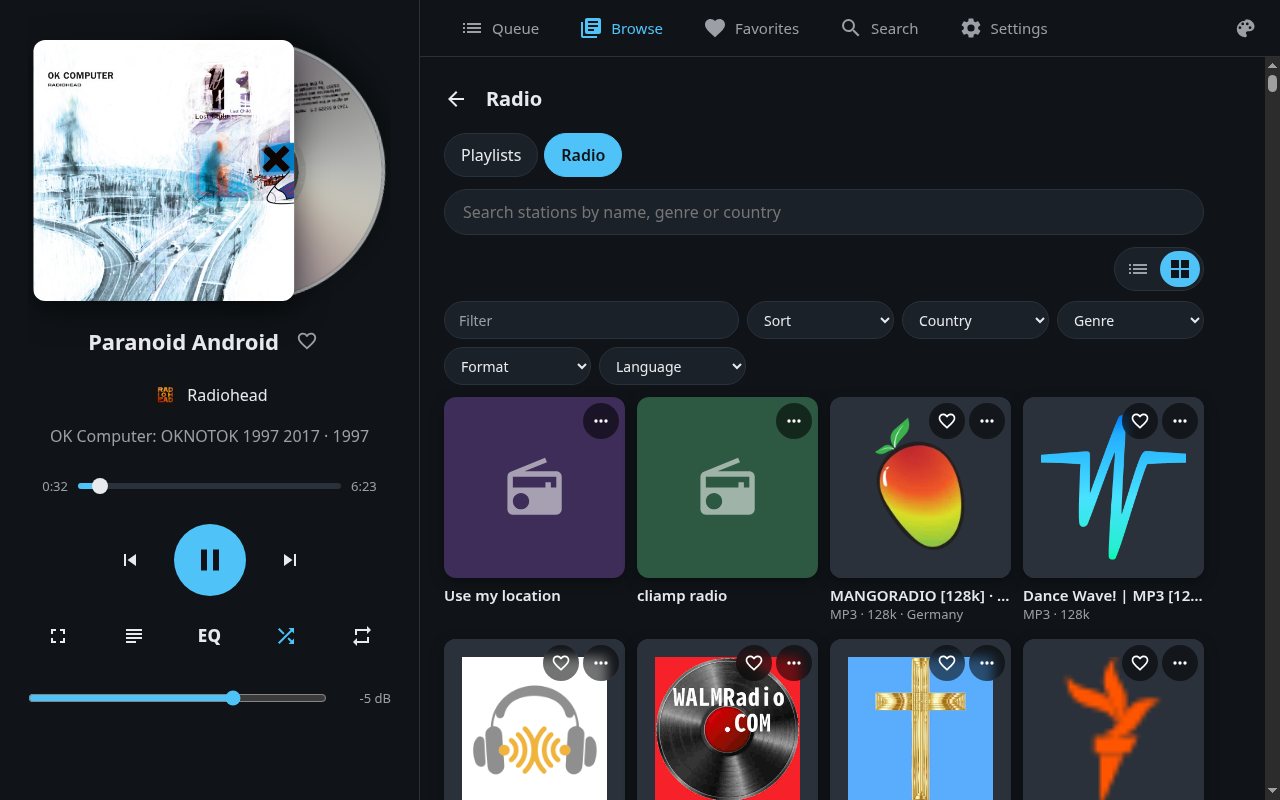 OK COMPUTER
RADIOHEAD
Lost Child
Paranoid Android
Radiohead
OK Computer: OKNOTOK 1997 2017 · 1997
0:32
6:23
EQ
-5 dB
Queue
Browse
Favorites
Search
Settings
Radio
Playlists
Radio
Search stations by name, genre or country
Filter
Sort
Country
Genre
Format
Language
Use my location
cliamp radio
MANGORADIO [128k] · ...
MP3 · 128k · Germany
Dance Wave! | MP3 [12...
MP3 · 128k
WALMRadio
.COM